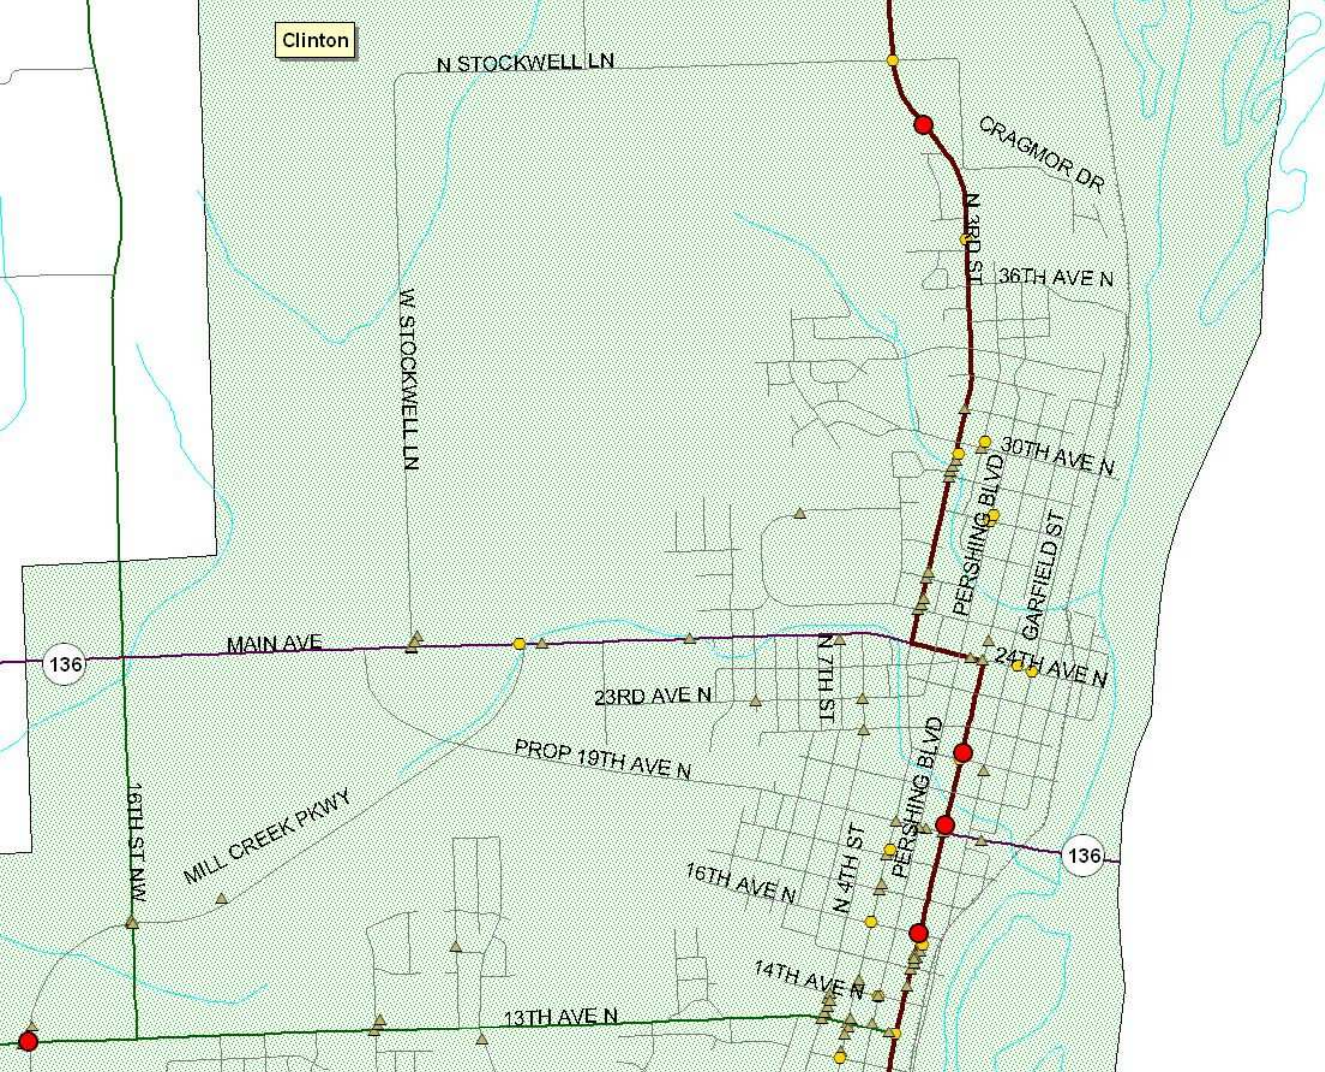 Clinton
N STOCKWELL LN
CRAGMOR DR
N 3RD ST
36TH AVE N
W STOCKWELL LN
30TH AVE N
PERSHING BLVD
GARFIELD ST
MAIN AVE
136
N 7TH ST
24TH AVE N
23RD AVE N
PROP 19TH AVE N
PERSHING BLVD
16TH ST NW
MILL CREEK PKWY
N 4TH ST
136
16TH AVE N
14TH AVE N
13TH AVE N